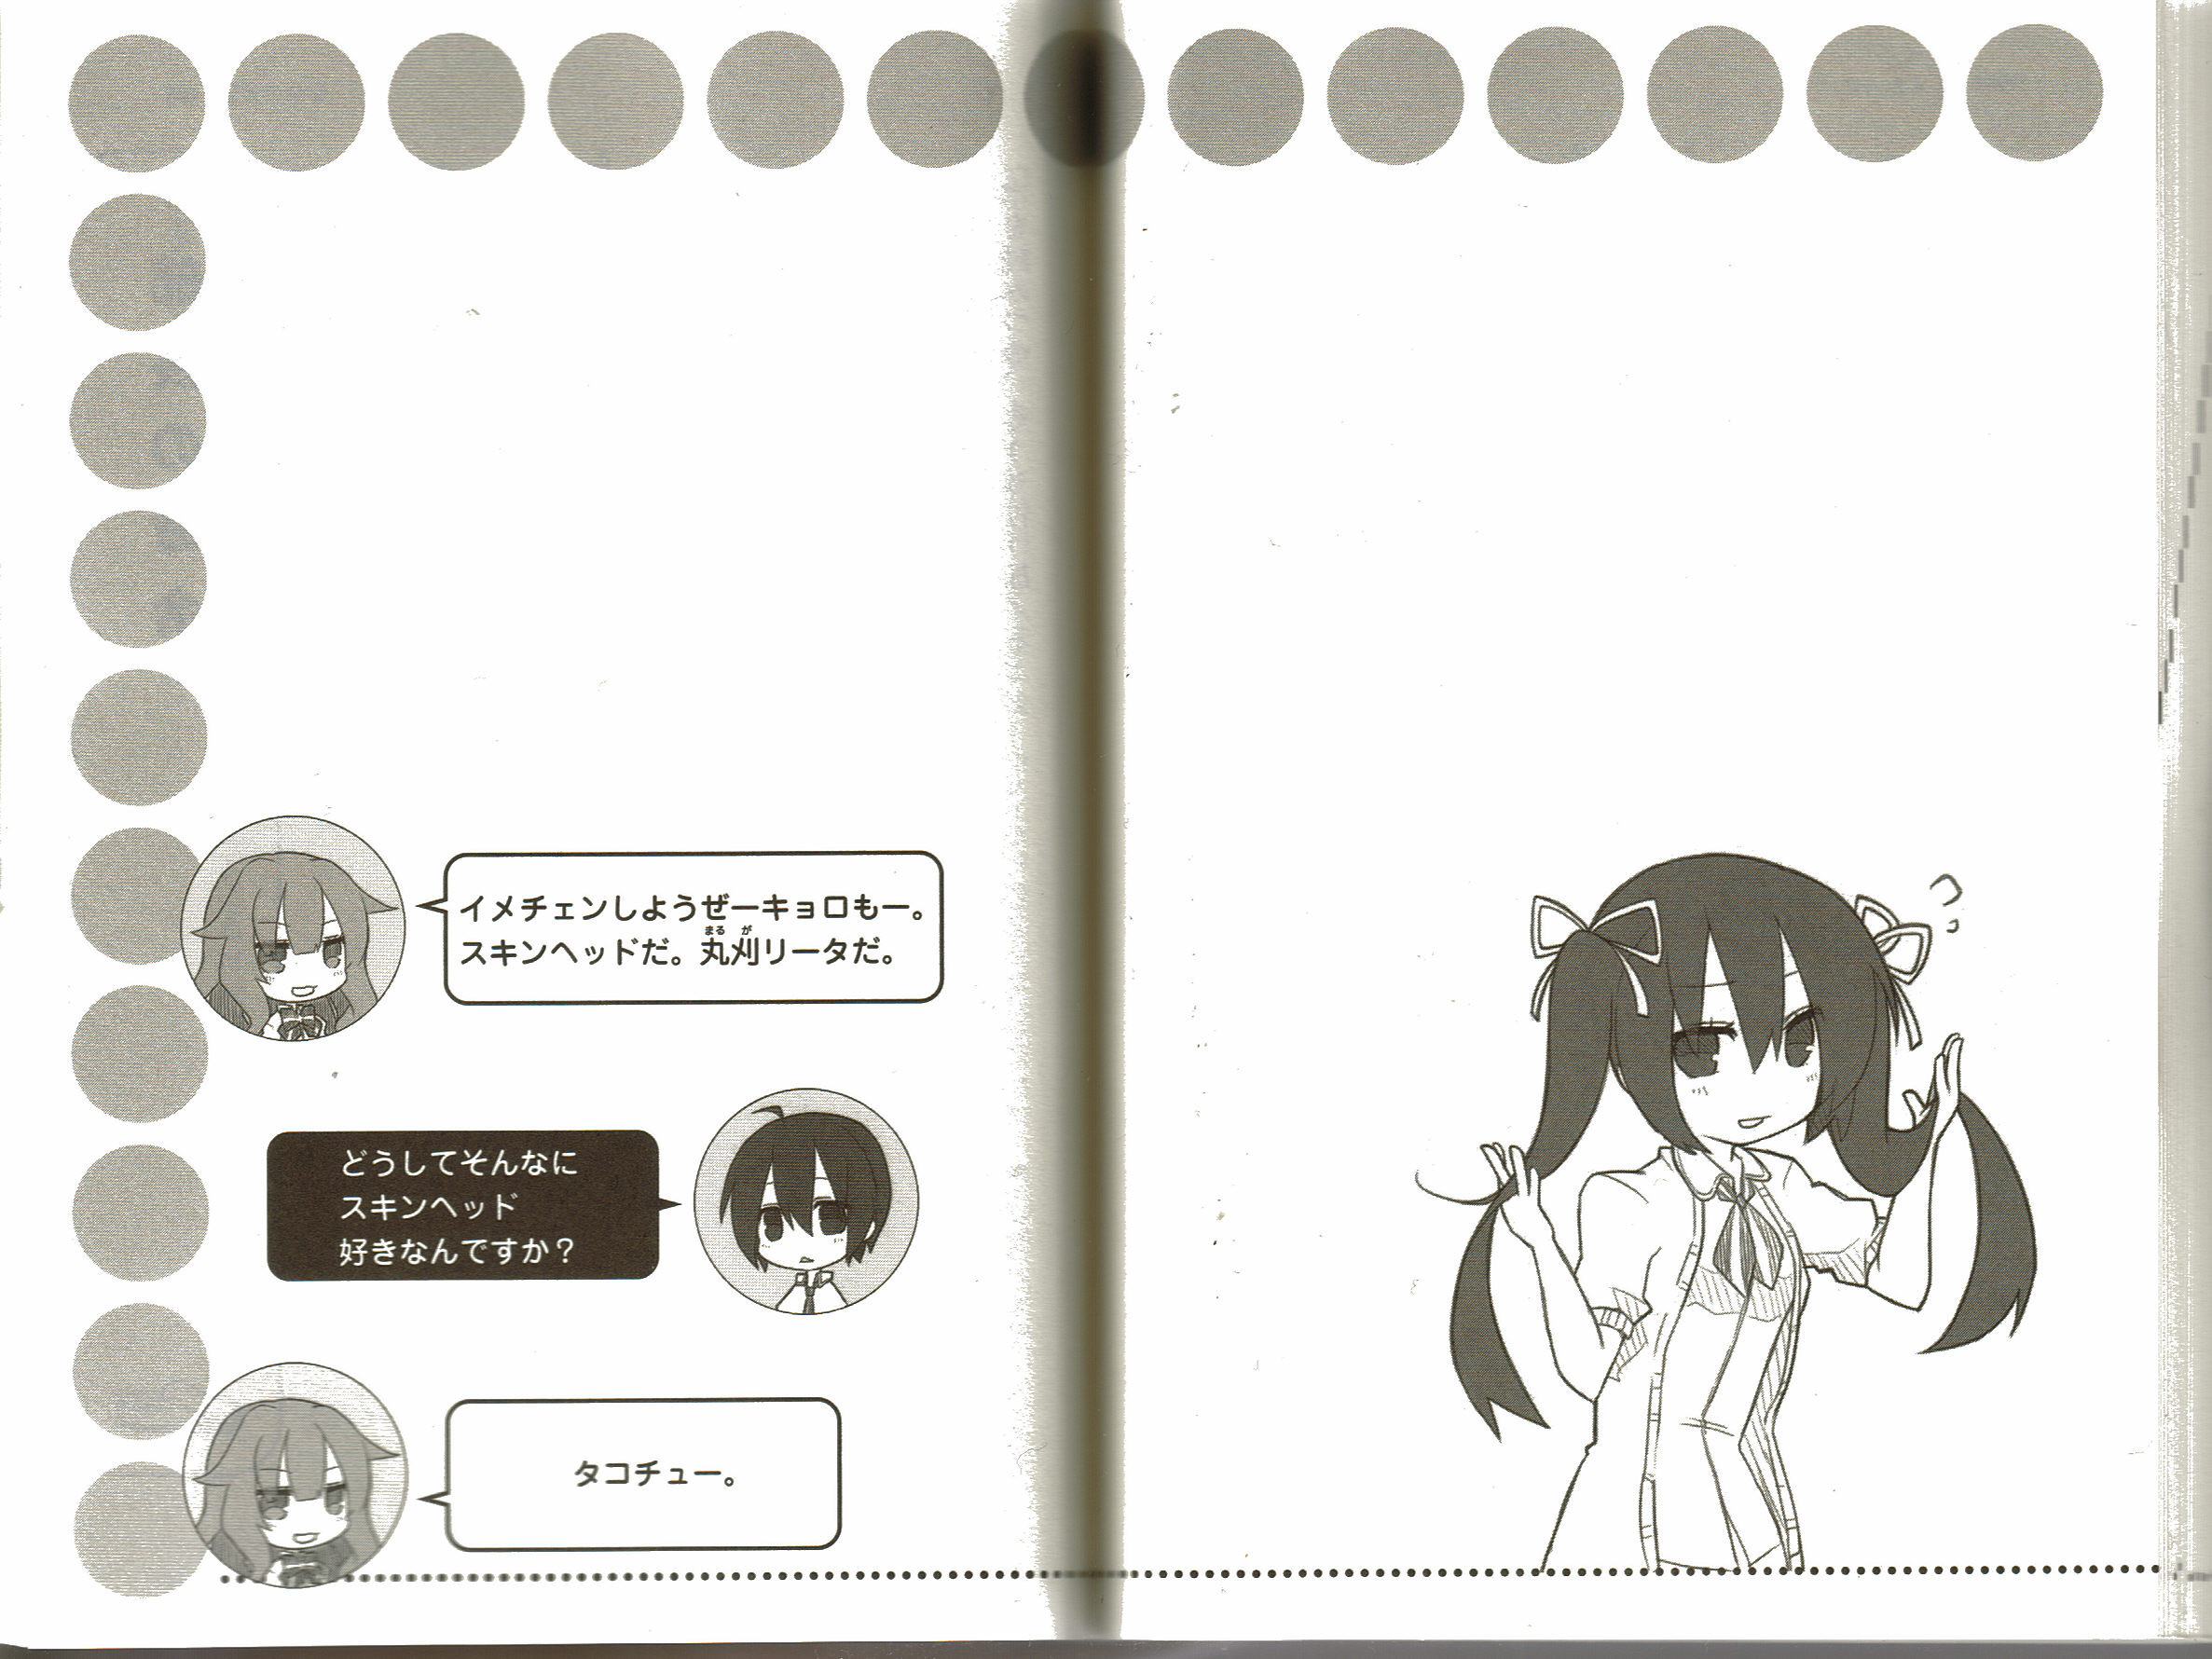 イメチェンしようぜーキョロもー。
スキンヘッドだ。丸刈リータだ。
どうしてそんなに
スキンヘッド
好きなんですか？
タコチュー。